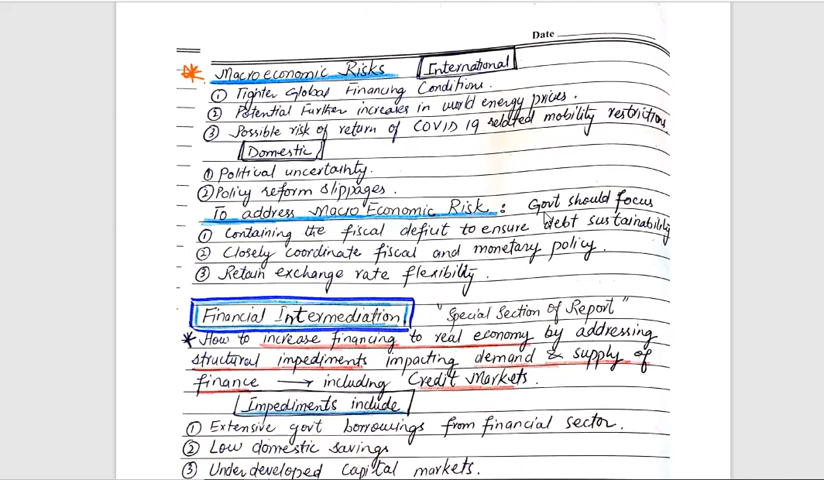 Date
Macroeconomic Risks International
① Tighter Global Financing Conditions.
② Potential Further increases in world energy prices.
③ Possible risk of return of COVID 19 related mobility restrictions
Domestic
① Political uncertainty.
② Policy reform slippages.
To address Macro Economic Risk : Govt should focus
① Containing the fiscal deficit to ensure debt sustainability
② Closely coordinate fiscal and monetary policy.
③ Retain exchange rate flexibility.
Financial Intermediation "Special Section of Report"
* How to increase financing to real economy by addressing
structural impediments impacting demand & supply of
finance → including Credit Markets.
Impediments include
① Extensive govt borrowings from financial sector.
② Low domestic savings
③ Underdeveloped capital markets.